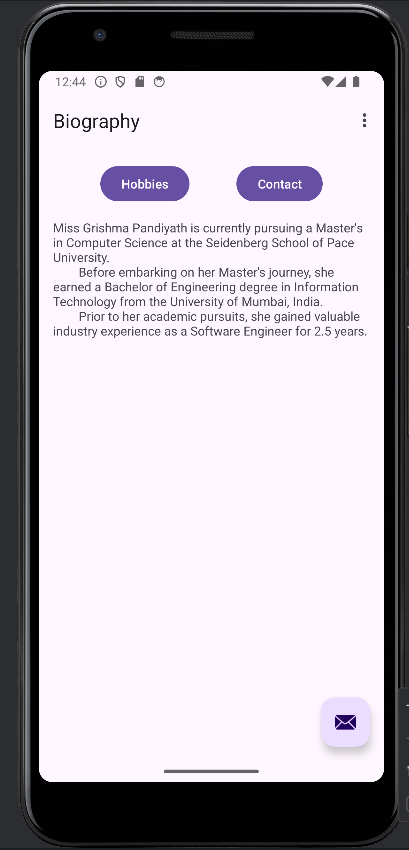 12:44
Biography
Hobbies
Contact
Miss Grishma Pandiyath is currently pursuing a Master's
in Computer Science at the Seidenberg School of Pace
University.
Before embarking on her Master's journey, she
earned a Bachelor of Engineering degree in Information
Technology from the University of Mumbai, India.
Prior to her academic pursuits, she gained valuable
industry experience as a Software Engineer for 2.5 years.